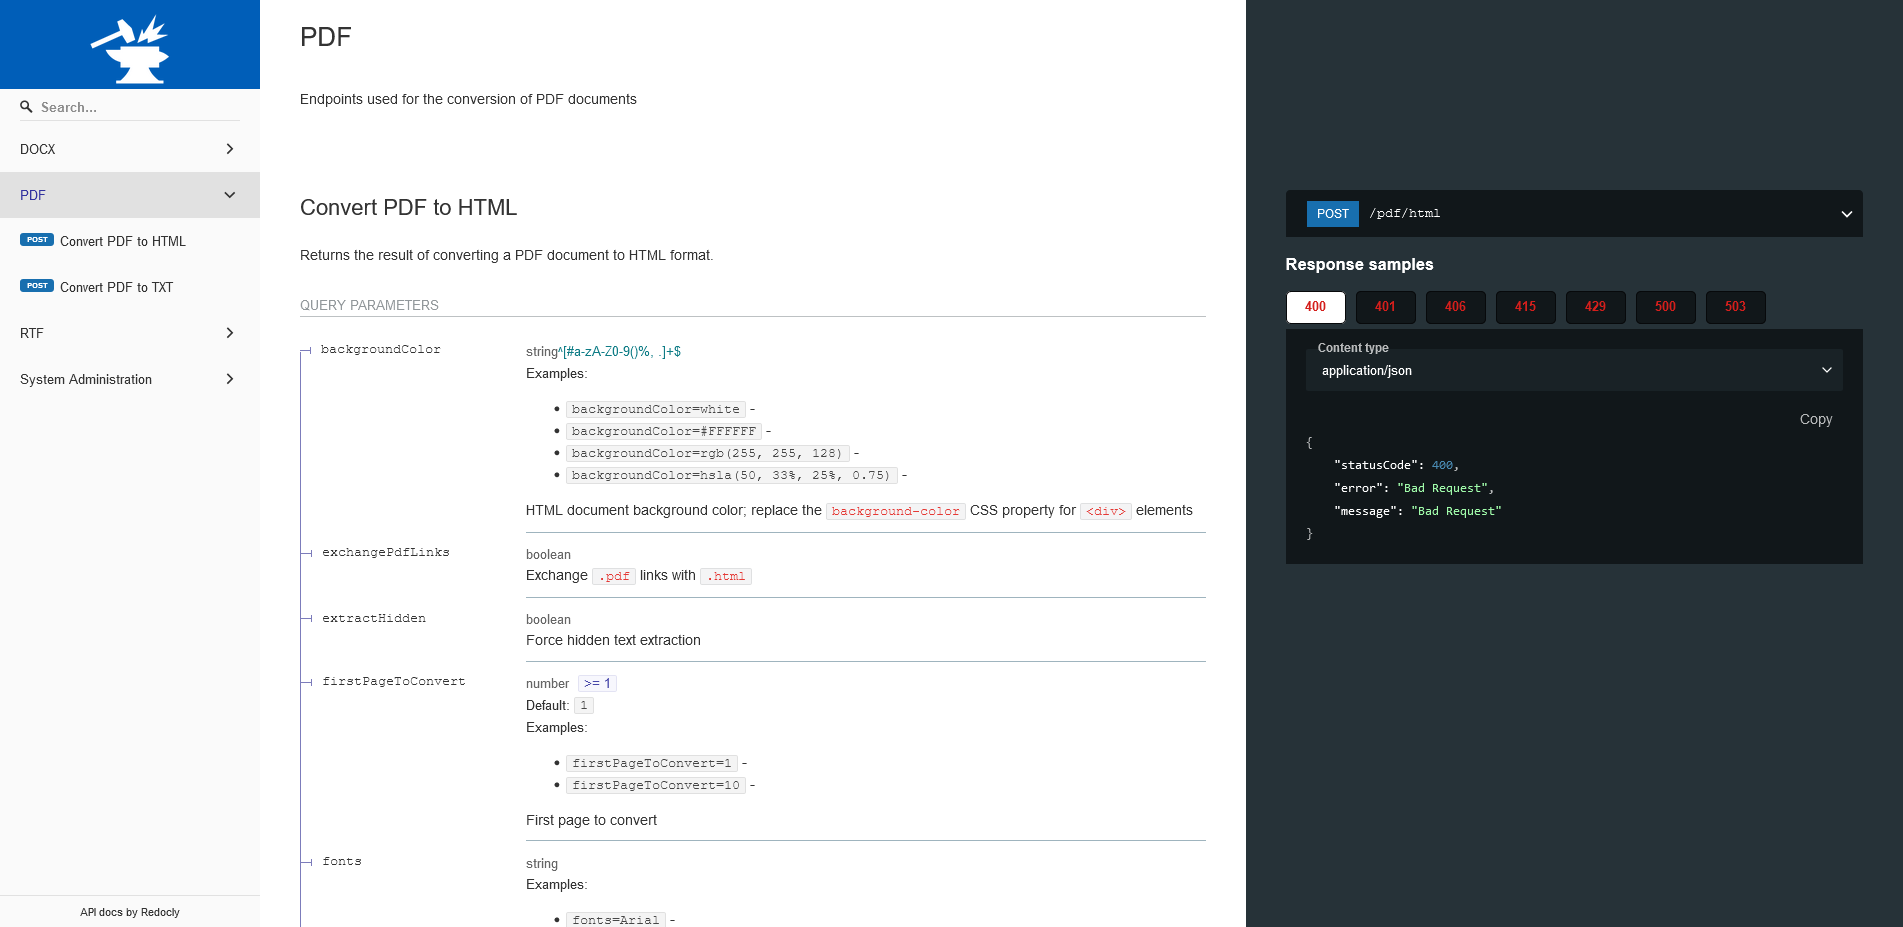 Search...
DOCX
PDF
POST Convert PDF to HTML
POST Convert PDF to TXT
RTF
System Administration
API docs by Redocly
PDF
Endpoints used for the conversion of PDF documents
Convert PDF to HTML
Returns the result of converting a PDF document to HTML format.
QUERY PARAMETERS
backgroundColor
string^[#a-zA-Z0-9()%, .]+$
Examples:
• backgroundColor=white -
• backgroundColor=#FFFFFF -
• backgroundColor=rgb(255, 255, 128) -
• backgroundColor=hsla(50, 33%, 25%, 0.75) -
HTML document background color; replace the background-color CSS property for <div> elements
exchangePdfLinks
boolean
Exchange .pdf links with .html
extractHidden
boolean
Force hidden text extraction
firstPageToConvert
number >= 1
Default: 1
Examples:
• firstPageToConvert=1 -
• firstPageToConvert=10 -
First page to convert
fonts
string
Examples:
• fonts=Arial -
POST /pdf/html
Response samples
400 401 406 415 429 500 503
Content type
application/json
Copy
{
"statusCode": 400,
"error": "Bad Request",
"message": "Bad Request"
}